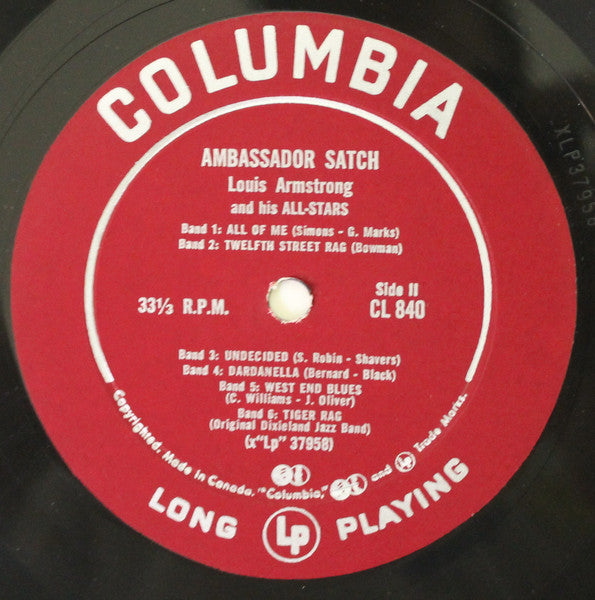 COLUMBIA
AMBASSADOR SATCH
Louis Armstrong
and his ALL-STARS
Band 1: ALL OF ME (Simons - G. Marks)
Band 2: TWELFTH STREET RAG (Bowman)
33⅓ R.P.M.
Side II
CL 840
Band 3: UNDECIDED (S. Robin - Shavers)
Band 4: DARDANELLA (Bernard - Black)
Band 5: WEST END BLUES
(C. Williams - J. Oliver)
Band 6: TIGER RAG
(Original Dixieland Jazz Band)
(x"Lp" 37958)
Copyrighted. Made in Canada. "Columbia," and Lp Trade Marks.
LONG Lp PLAYING
XLP37958